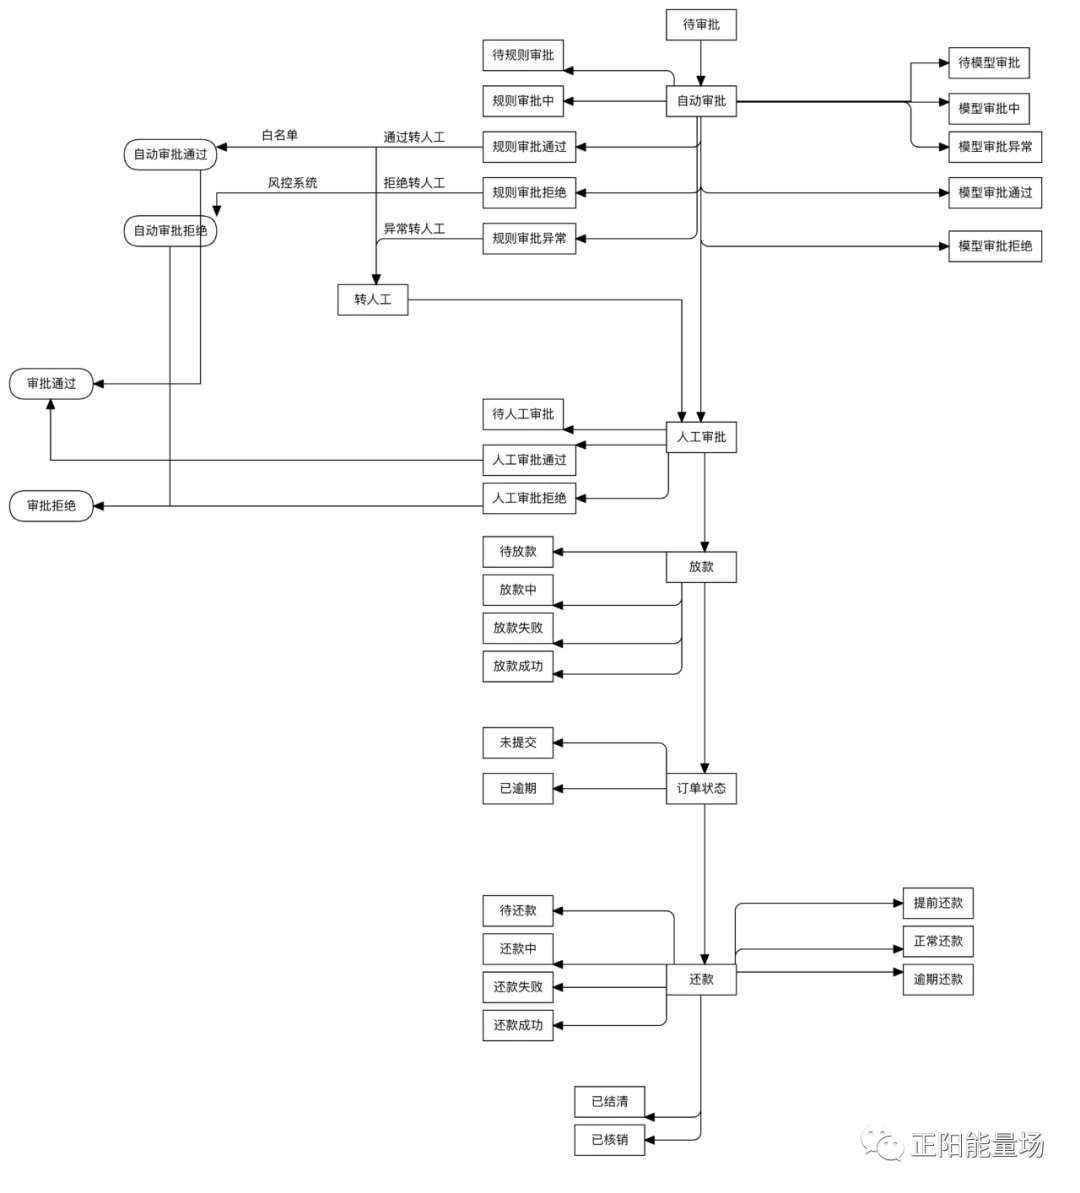 待审批
待规则审批
待模型审批
规则审批中
自动审批
模型审批中
白名单
通过转人工
规则审批通过
模型审批异常
自动审批通过
风控系统
拒绝转人工
规则审批拒绝
模型审批通过
自动审批拒绝
异常转人工
规则审批异常
模型审批拒绝
转人工
审批通过
待人工审批
人工审批
人工审批通过
审批拒绝
人工审批拒绝
待放款
放款
放款中
放款失败
放款成功
未提交
已逾期
订单状态
待还款
提前还款
还款中
正常还款
还款失败
还款
逾期还款
还款成功
已结清
已核销
正阳能量场